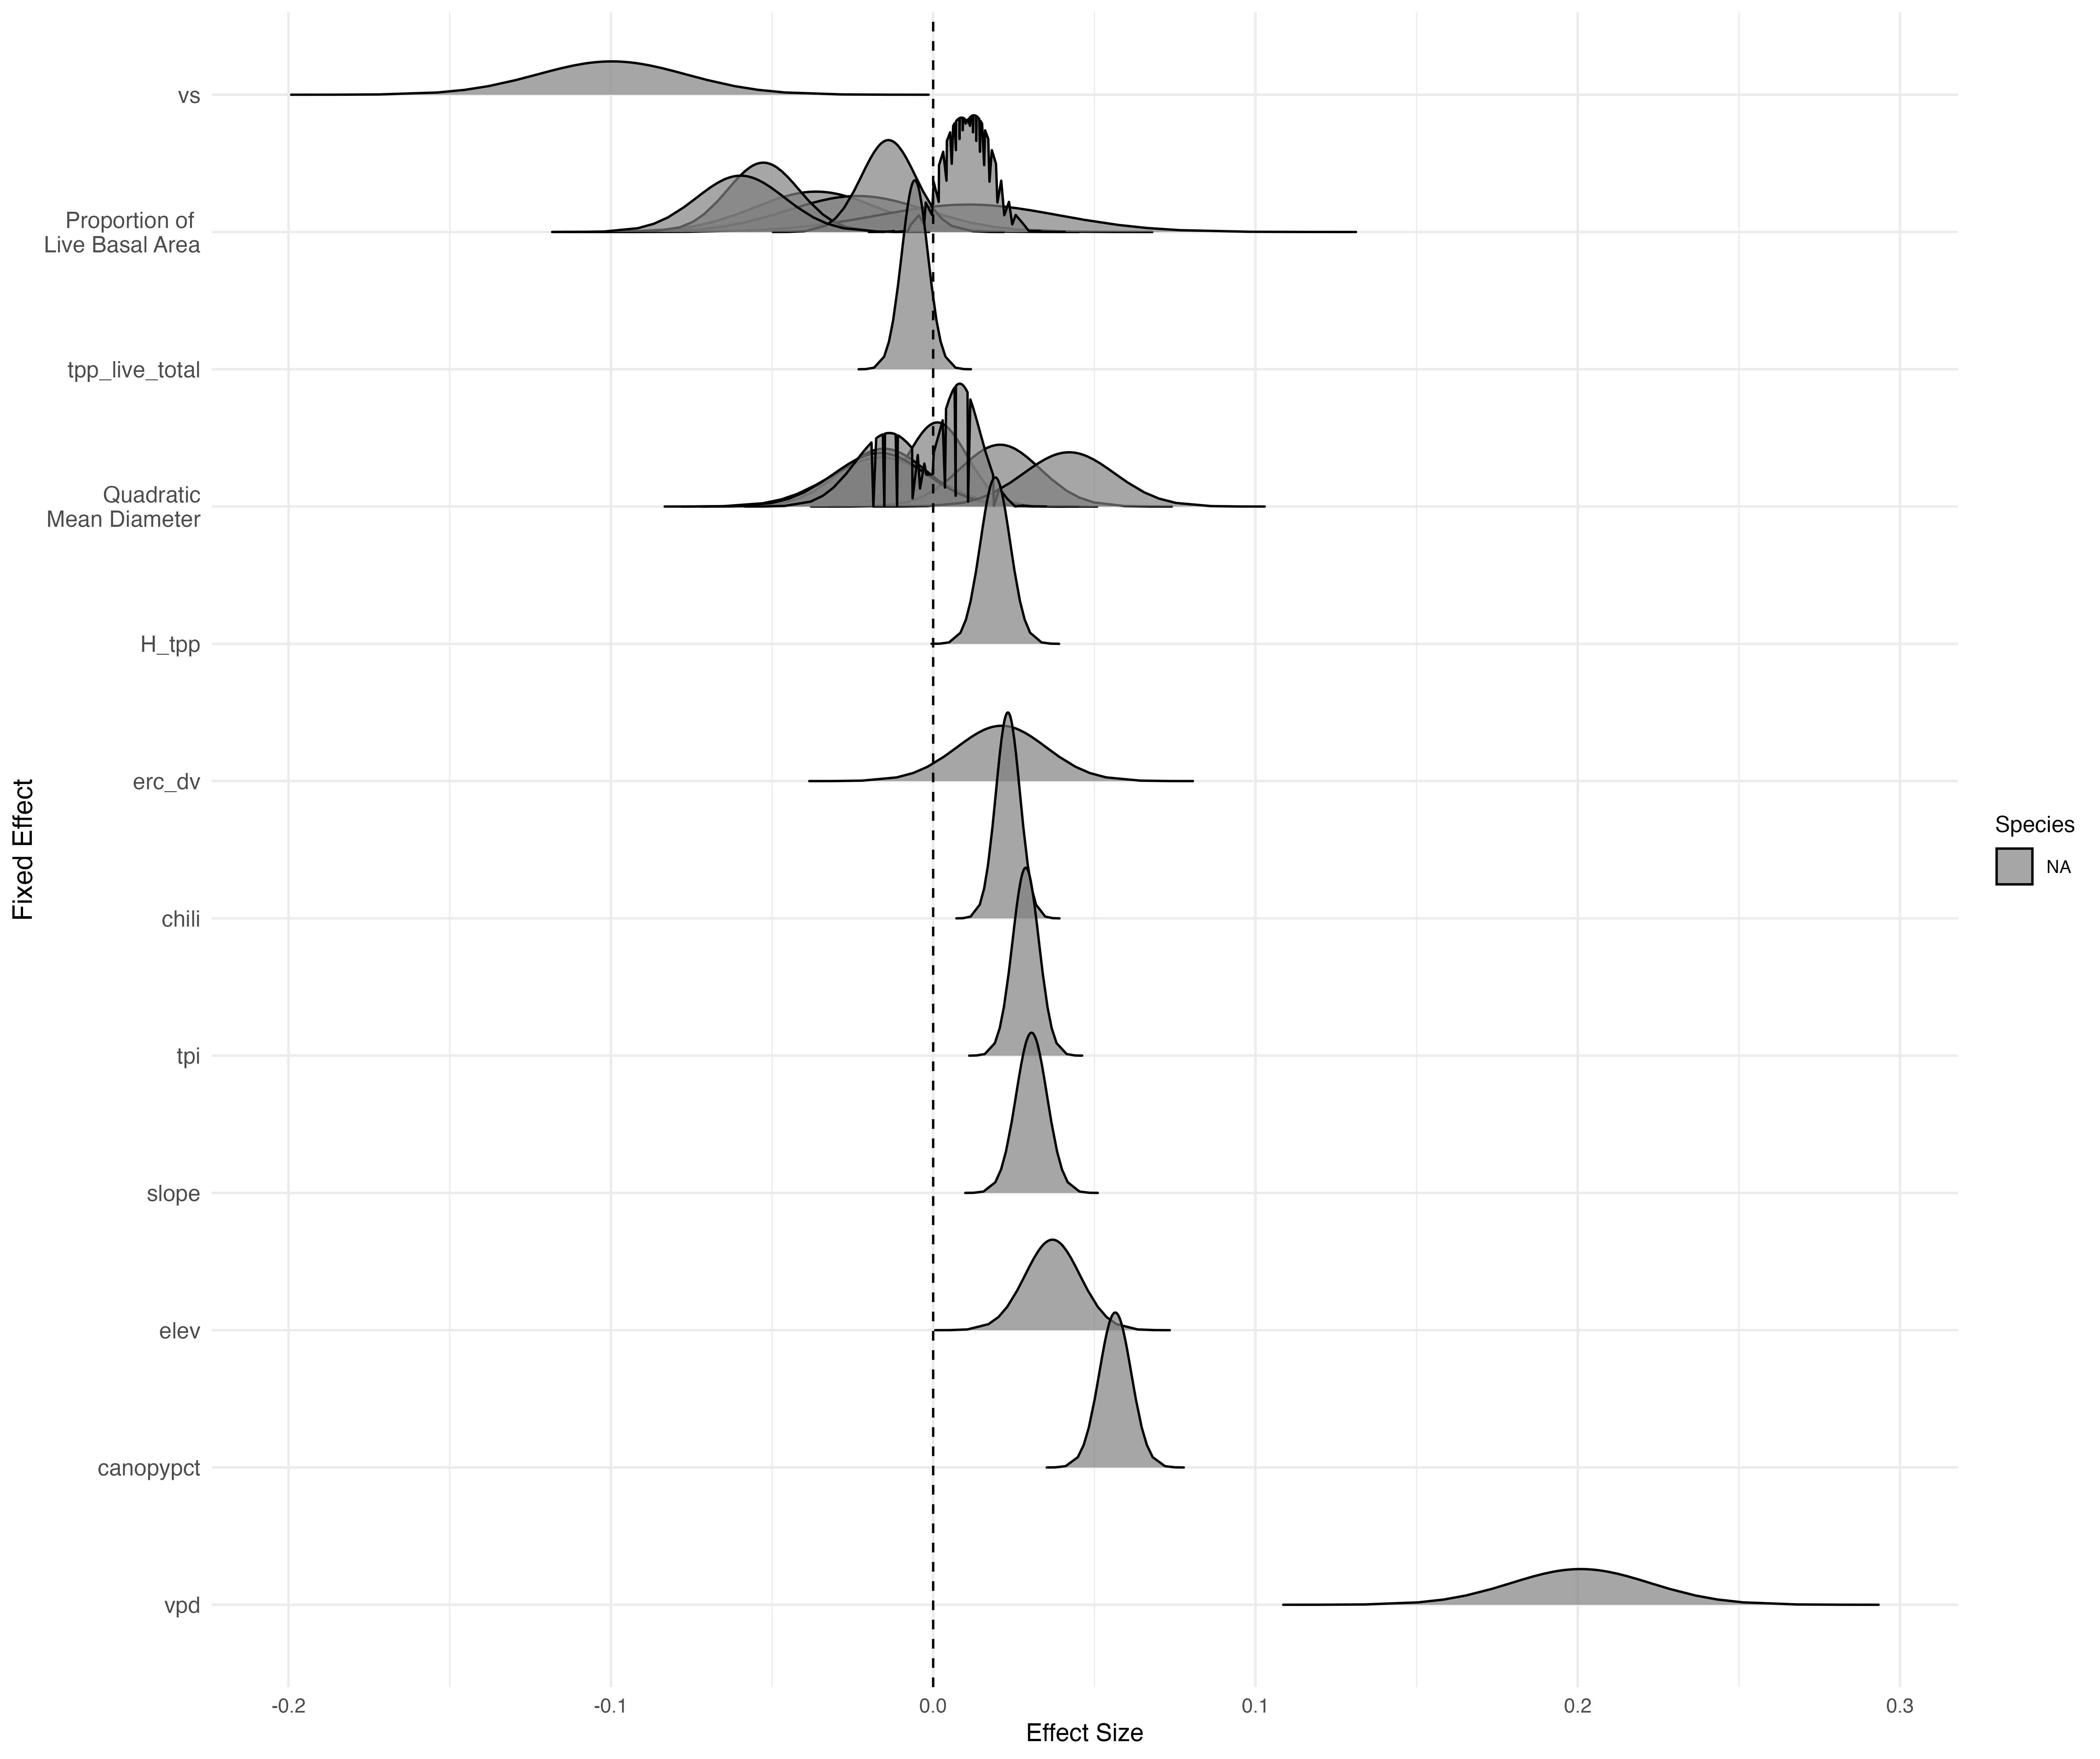 vs
Proportion of
Live Basal Area
tpp_live_total
Quadratic
Mean Diameter
H_tpp
erc_dv
chili
tpi
slope
elev
canopypct
vpd
Fixed Effect
-0.2
-0.1
0.0
0.1
0.2
0.3
Effect Size
Species
NA